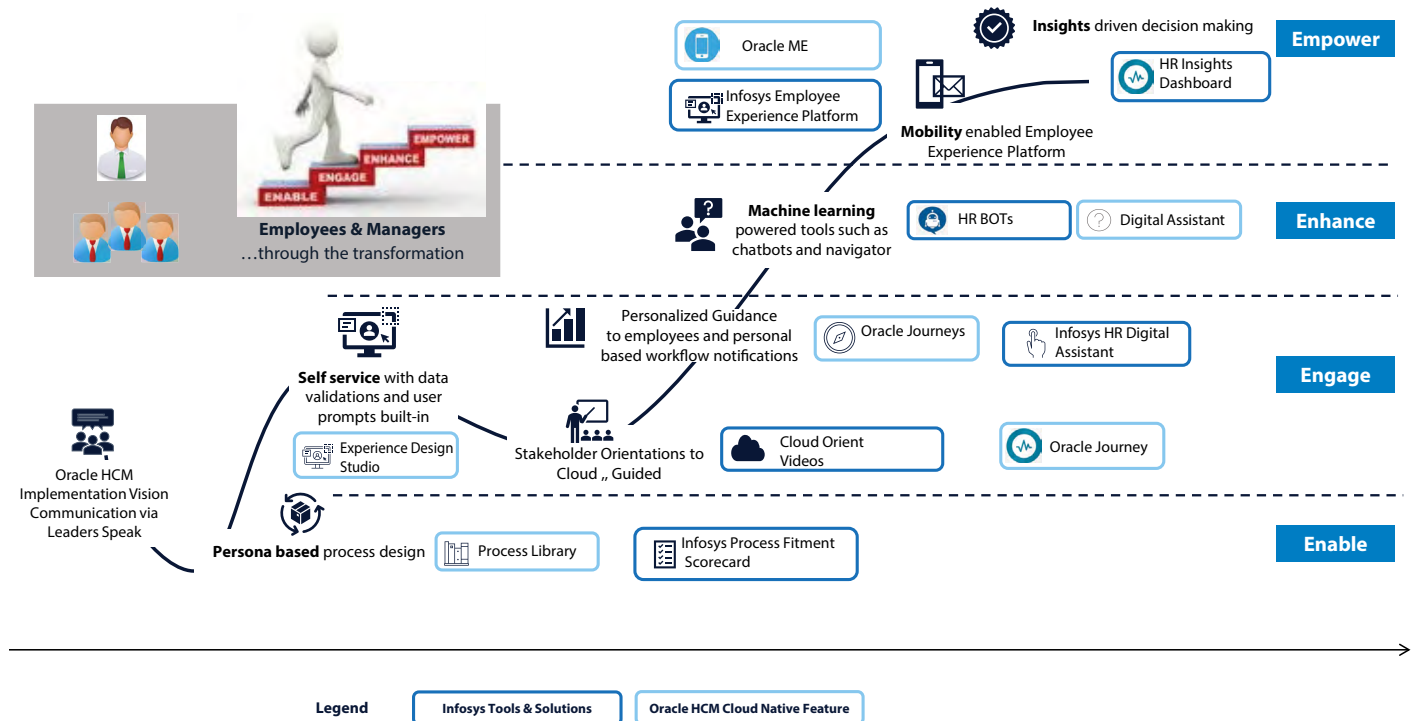 Insights driven decision making
Empower
Oracle ME
HR Insights
Dashboard
Infosys Employee
Experience Platform
Mobility enabled Employee
Experience Platform
EMPOWER
ENHANCE
ENGAGE
ENABLE
Employees & Managers
…through the transformation
Machine learning
powered tools such as
chatbots and navigator
HR BOTs
Digital Assistant
Enhance
Personalized Guidance
to employees and personal
based workflow notifications
Oracle Journeys
Infosys HR Digital
Assistant
Engage
Self service with data
validations and user
prompts built-in
Experience Design
Studio
Stakeholder Orientations to
Cloud „ Guided
Cloud Orient
Videos
Oracle Journey
Oracle HCM
Implementation Vision
Communication via
Leaders Speak
Persona based process design
Process Library
Infosys Process Fitment
Scorecard
Enable
Legend
Infosys Tools & Solutions
Oracle HCM Cloud Native Feature